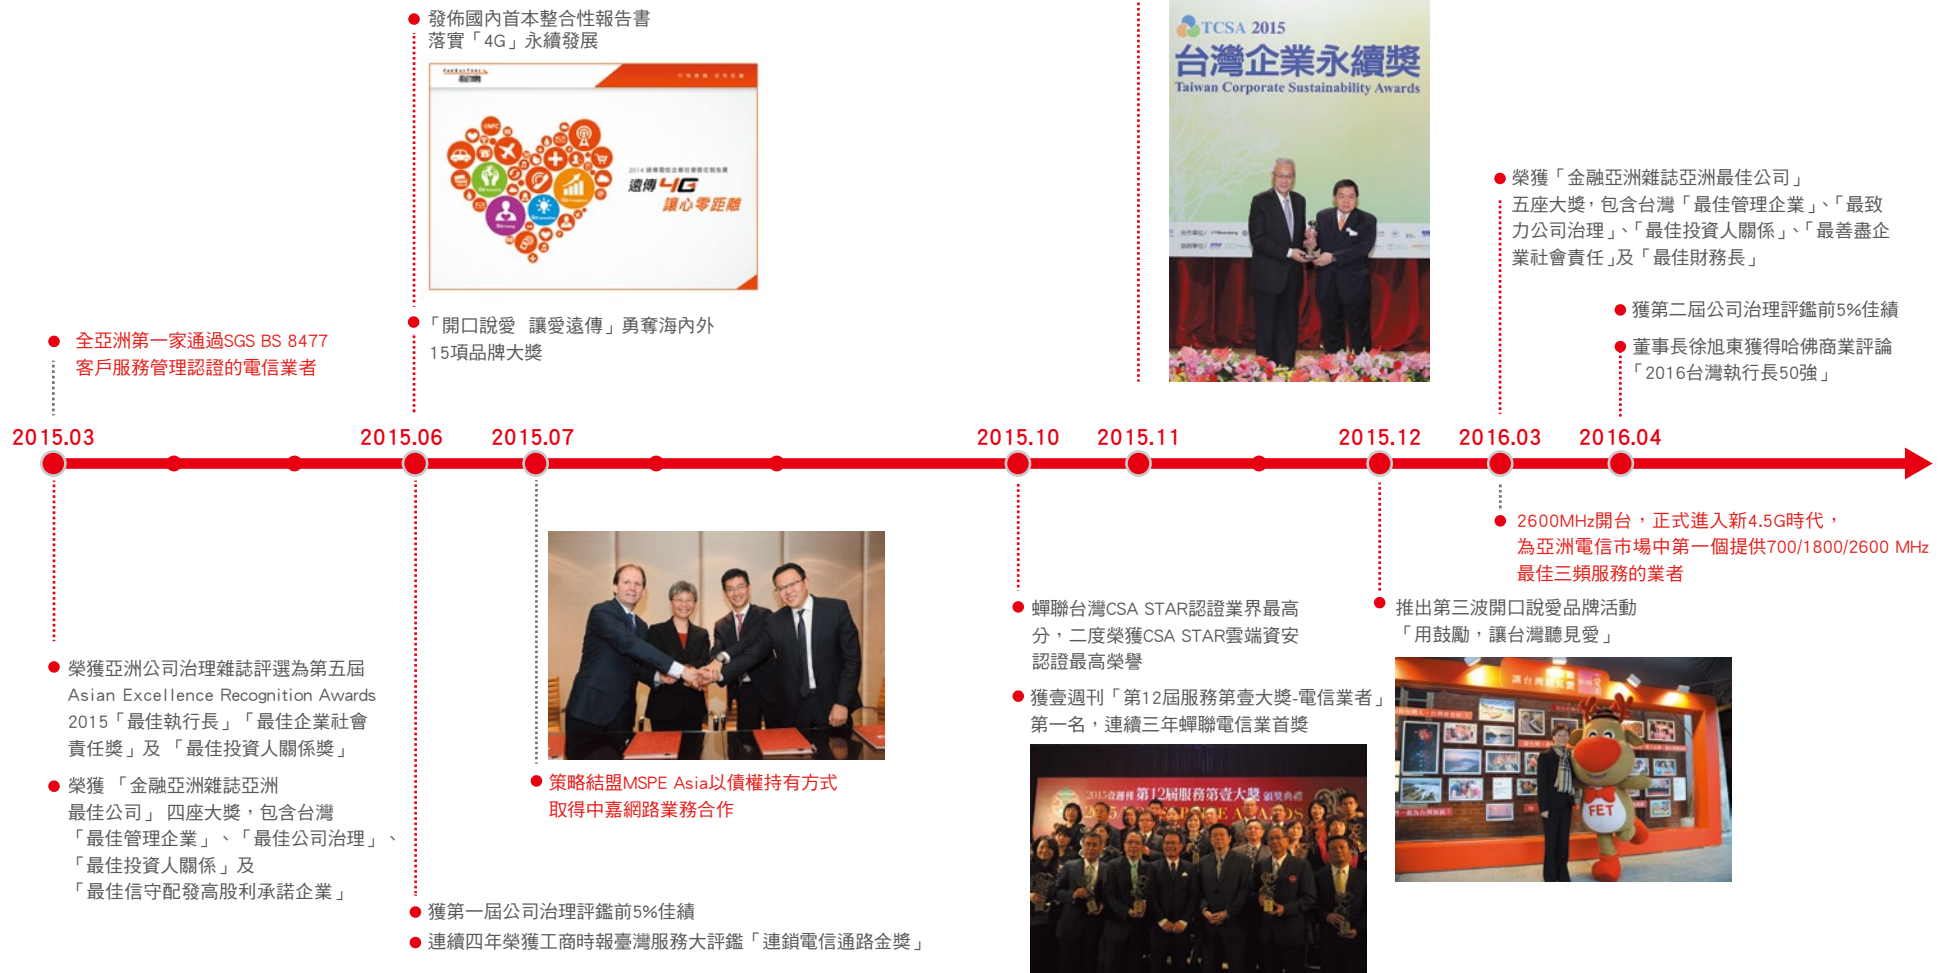 發佈國內首本整合性報告書
落實「4G」永續發展
2014 遠傳電信企業社會責任報告書
遠傳 4G
讓心零距離
「開口說愛 讓愛遠傳」勇奪海內外
15項品牌大獎
全亞洲第一家通過SGS BS 8477
客戶服務管理認證的電信業者
TCSA 2015
台灣企業永續獎
Taiwan Corporate Sustainability Awards
榮獲「金融亞洲雜誌亞洲最佳公司」
五座大獎,包含台灣「最佳管理企業」、「最致
力公司治理」、「最佳投資人關係」、「最善盡企
業社會責任」及「最佳財務長」
獲第二屆公司治理評鑑前5%佳績
董事長徐旭東獲得哈佛商業評論
「2016台灣執行長50強」
2015.03
2015.06
2015.07
2015.10
2015.11
2015.12
2016.03
2016.04
榮獲亞洲公司治理雜誌評選為第五屆
Asian Excellence Recognition Awards
2015「最佳執行長」「最佳企業社會
責任獎」及 「最佳投資人關係獎」
榮獲 「金融亞洲雜誌亞洲
最佳公司」 四座大獎,包含台灣
「最佳管理企業」、「最佳公司治理」、
「最佳投資人關係」及
「最佳信守配發高股利承諾企業」
獲第一屆公司治理評鑑前5%佳績
連續四年榮獲工商時報臺灣服務大評鑑「連鎖電信通路金獎」
策略結盟MSPE Asia以債權持有方式
取得中嘉網路業務合作
蟬聯台灣CSA STAR認證業界最高
分,二度榮獲CSA STAR雲端資安
認證最高榮譽
獲壹週刊「第12屆服務第壹大獎-電信業者」
第一名,連續三年蟬聯電信業首獎
2015壹週刊 第12屆服務第壹大獎 頒獎典禮
2600MHz開台,正式進入新4.5G時代,
為亞洲電信市場中第一個提供700/1800/2600 MHz
最佳三頻服務的業者
推出第三波開口說愛品牌活動
「用鼓勵,讓台灣聽見愛」
FET